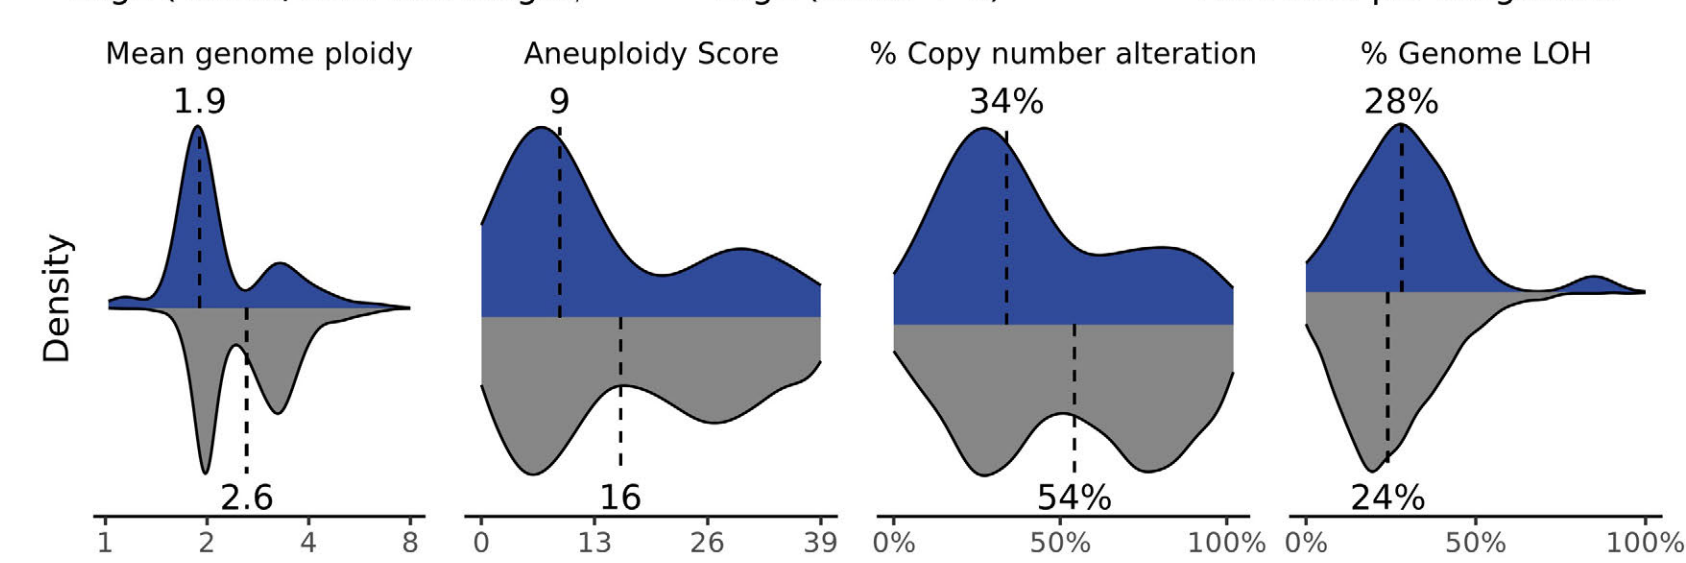 Mean genome ploidy Aneuploidy Score % Copy number alteration % Genome LOH
1.9 9 34% 28%
Density
2.6 16 54% 24%
1 2 4 8 0 13 26 39 0% 50% 100% 0% 50% 100%